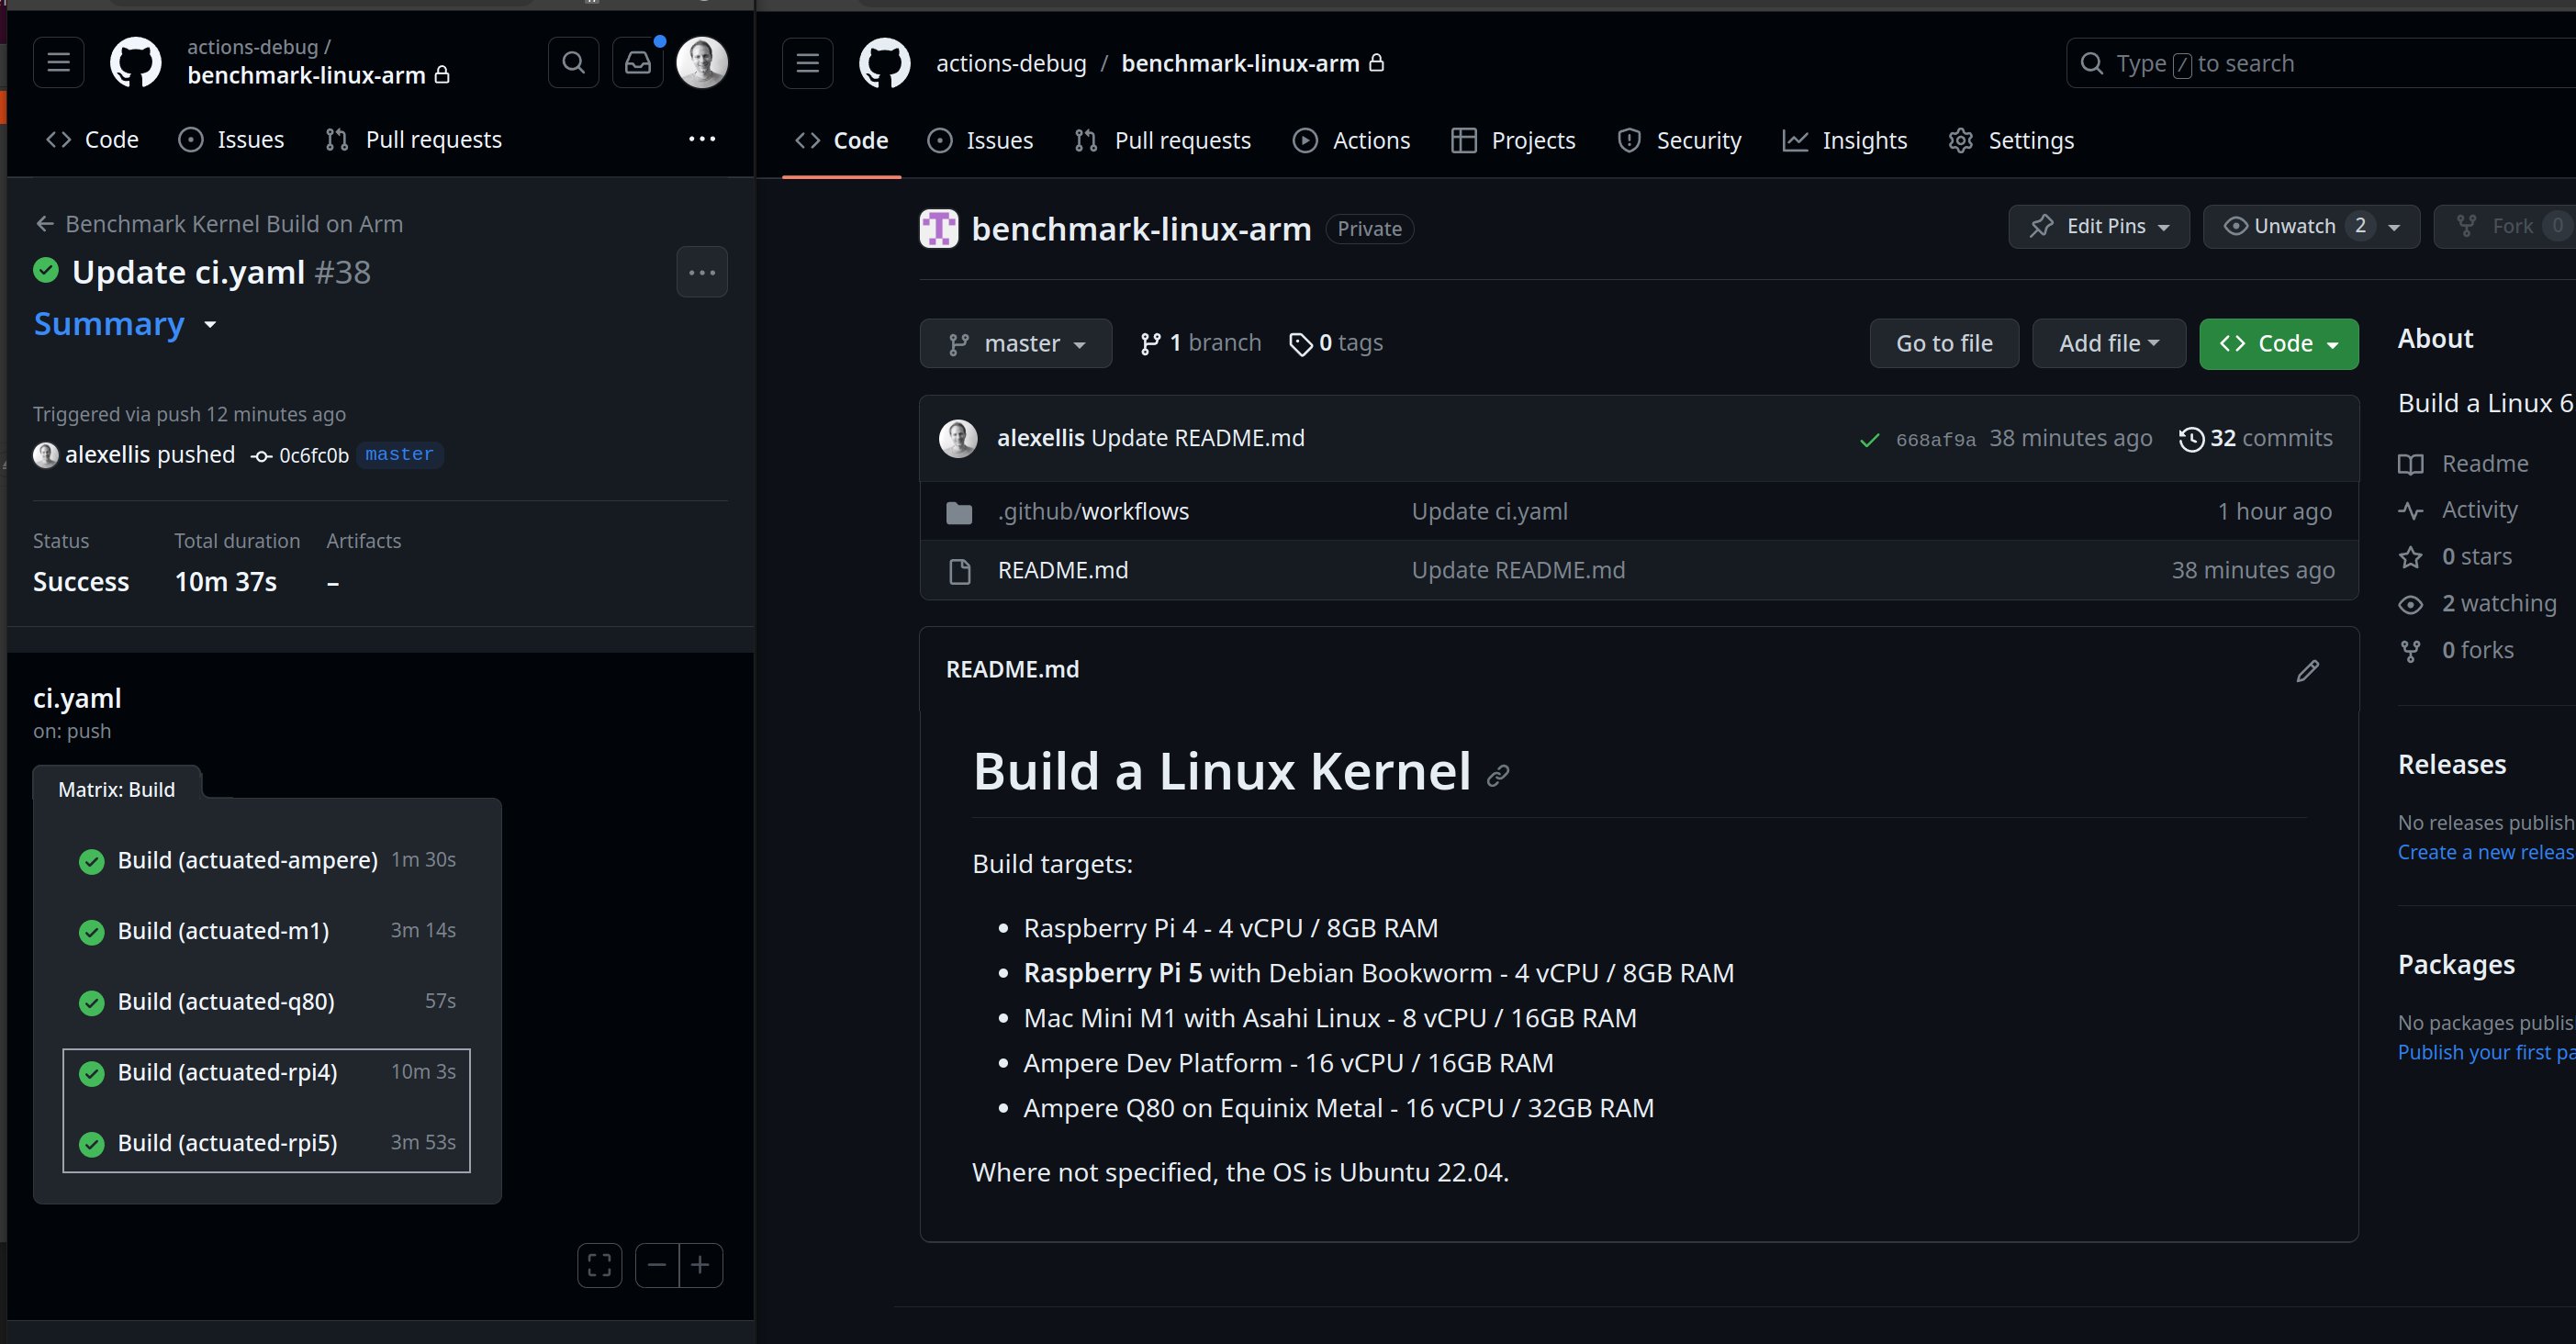 actions-debug /
benchmark-linux-arm
Code Issues Pull requests
Benchmark Kernel Build on Arm
Update ci.yaml #38
Summary
Triggered via push 12 minutes ago
alexellis pushed 0c6fc0b master
Status Total duration Artifacts
Success 10m 37s –
ci.yaml
on: push
Matrix: Build
Build (actuated-ampere) 1m 30s
Build (actuated-m1) 3m 14s
Build (actuated-q80) 57s
Build (actuated-rpi4) 10m 3s
Build (actuated-rpi5) 3m 53s
actions-debug / benchmark-linux-arm
Type / to search
Code Issues Pull requests Actions Projects Security Insights Settings
benchmark-linux-arm Private
Edit Pins Unwatch 2 Fork 0
master 1 branch 0 tags
Go to file Add file Code
alexellis Update README.md 668af9a 38 minutes ago 32 commits
.github/workflows Update ci.yaml 1 hour ago
README.md Update README.md 38 minutes ago
README.md
Build a Linux Kernel
Build targets:
• Raspberry Pi 4 - 4 vCPU / 8GB RAM
• Raspberry Pi 5 with Debian Bookworm - 4 vCPU / 8GB RAM
• Mac Mini M1 with Asahi Linux - 8 vCPU / 16GB RAM
• Ampere Dev Platform - 16 vCPU / 16GB RAM
• Ampere Q80 on Equinix Metal - 16 vCPU / 32GB RAM
Where not specified, the OS is Ubuntu 22.04.
About
Build a Linux 6
Readme
Activity
0 stars
2 watching
0 forks
Releases
No releases publish
Create a new releas
Packages
No packages publis
Publish your first pa